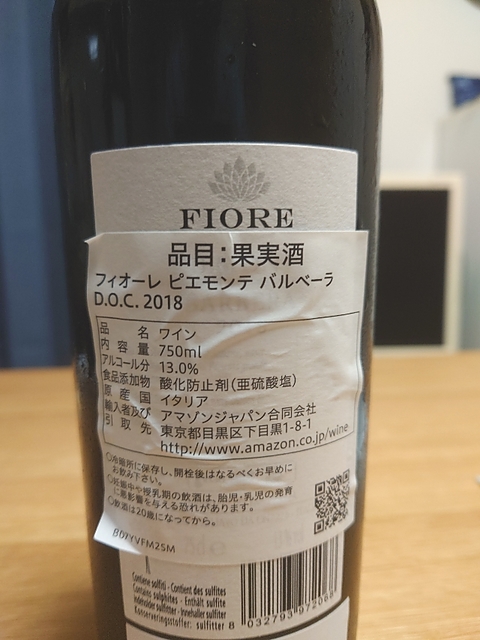 FIORE
品目：果実酒
フィオーレ ピエモンテ バルベーラ
D.O.C. 2018
品名 ワイン
内容量 750ml
アルコール分 13.0%
食品添加物 酸化防止剤（亜硫酸塩）
原産国 イタリア
輸入者及び引取先 アマゾンジャパン合同会社
東京都目黒区下目黒1-8-1
http://www.amazon.co.jp/wine
○冷暗所に保存し、開栓後はなるべくお早めに
お飲み下さい。
○妊娠中や授乳期の飲酒は、胎児・乳児の発育
に悪影響を与える恐れがあります。
○飲酒は20歳になってから。
B07YVFM2SM
Contiene solfiti - Contient des sulfites
Contains sulphites - Enthält sulfite
Indeholder sulfitter - Inneholler sulfiter
Konserveringsstoffer: sulfitter
8 032793 972068